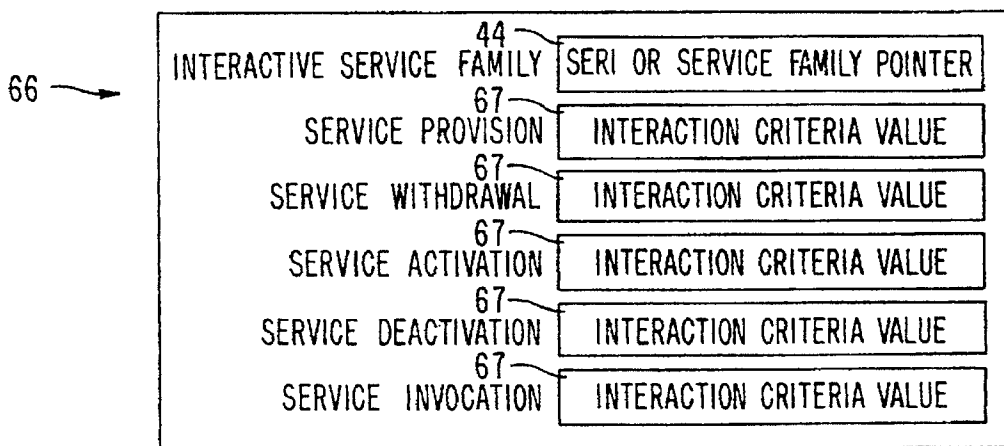 44
INTERACTIVE SERVICE FAMILY SERI OR SERVICE FAMILY POINTER
66
67
SERVICE PROVISION INTERACTION CRITERIA VALUE
67
SERVICE WITHDRAWAL INTERACTION CRITERIA VALUE
67
SERVICE ACTIVATION INTERACTION CRITERIA VALUE
67
SERVICE DEACTIVATION INTERACTION CRITERIA VALUE
67
SERVICE INVOCATION INTERACTION CRITERIA VALUE